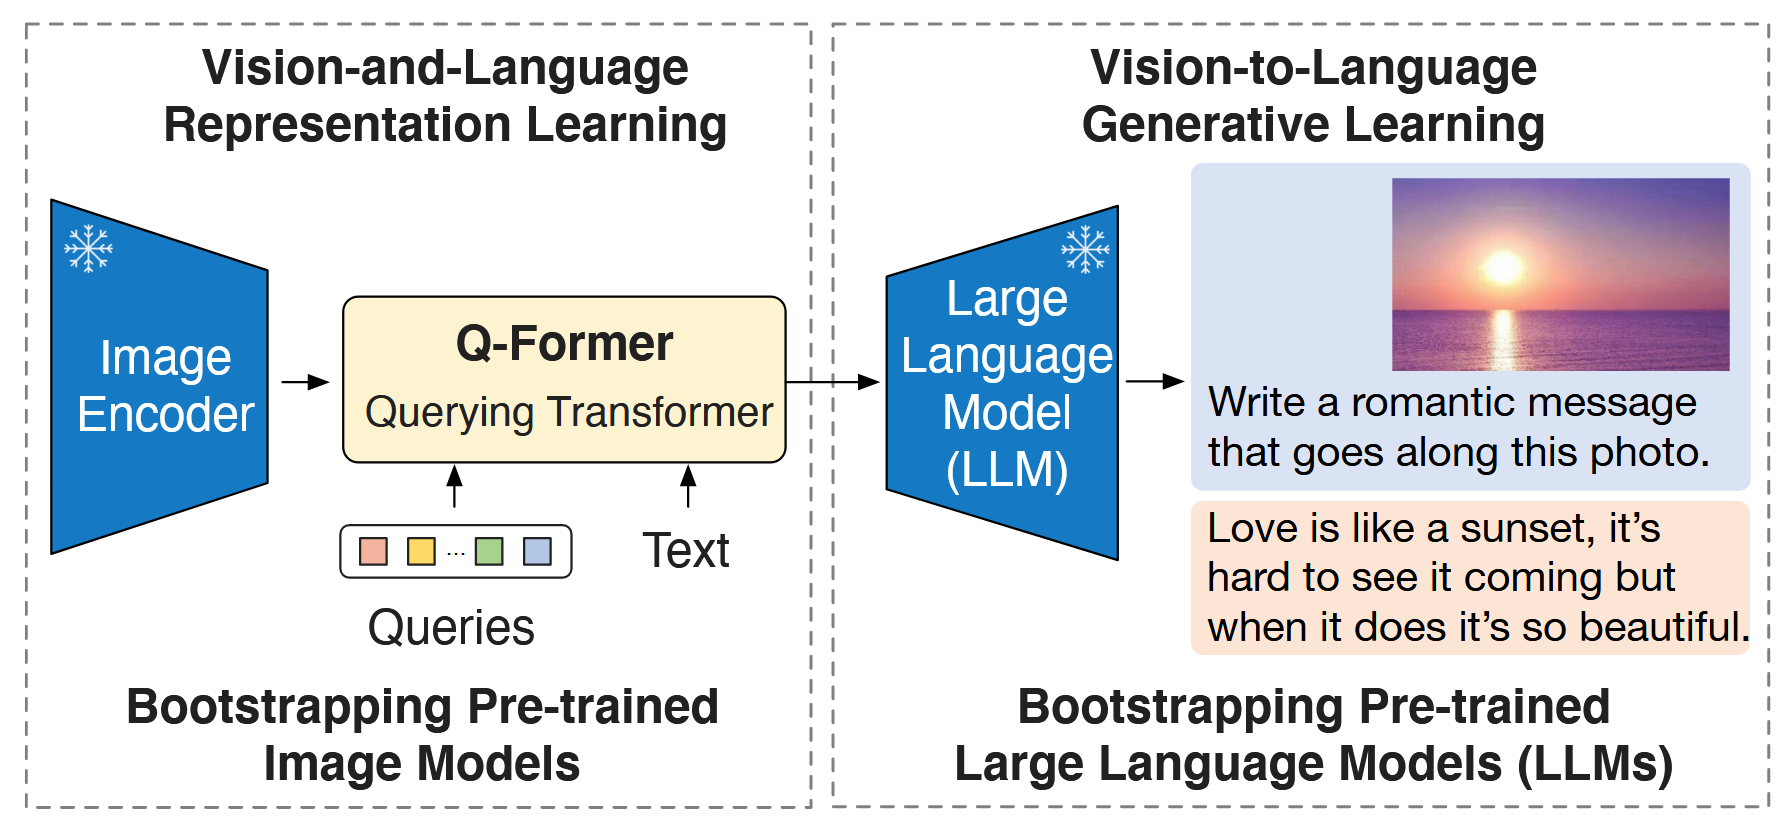 Vision-and-Language
Representation Learning
Image
Encoder
Q-Former
Querying Transformer
...
Queries
Text
Bootstrapping Pre-trained
Image Models
Vision-to-Language
Generative Learning
Large
Language
Model
(LLM)
Write a romantic message
that goes along this photo.
Love is like a sunset, it’s
hard to see it coming but
when it does it’s so beautiful.
Bootstrapping Pre-trained
Large Language Models (LLMs)